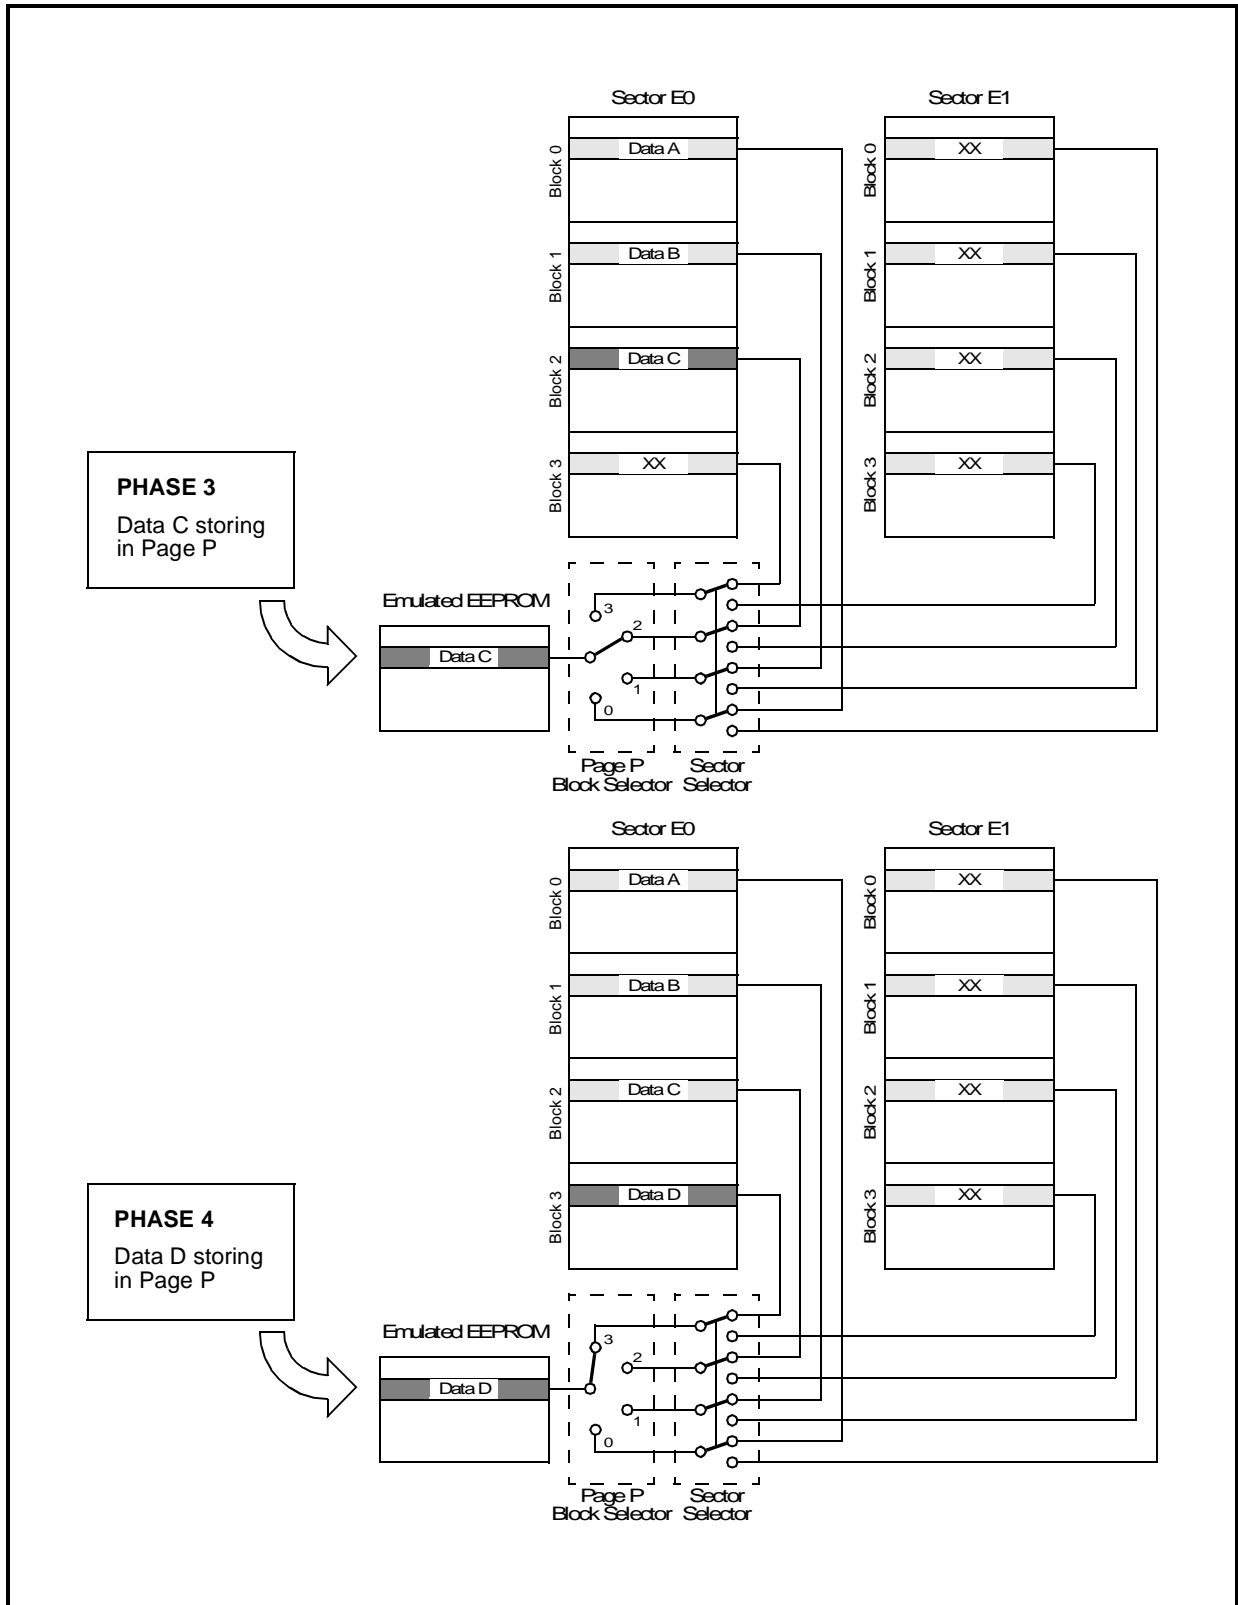 Sector E0
Sector E1
Block 0
Data A
Block 0
XX
Block 1
Data B
Block 1
XX
Block 2
Data C
Block 2
XX
Block 3
XX
Block 3
XX
PHASE 3
Data C storing
in Page P
Emulated EEPROM
Data C
3
2
1
0
Page P
Block Selector
Sector
Selector
Sector E0
Sector E1
Block 0
Data A
Block 0
XX
Block 1
Data B
Block 1
XX
Block 2
Data C
Block 2
XX
Block 3
Data D
Block 3
XX
PHASE 4
Data D storing
in Page P
Emulated EEPROM
Data D
3
2
1
0
Page P
Block Selector
Sector
Selector